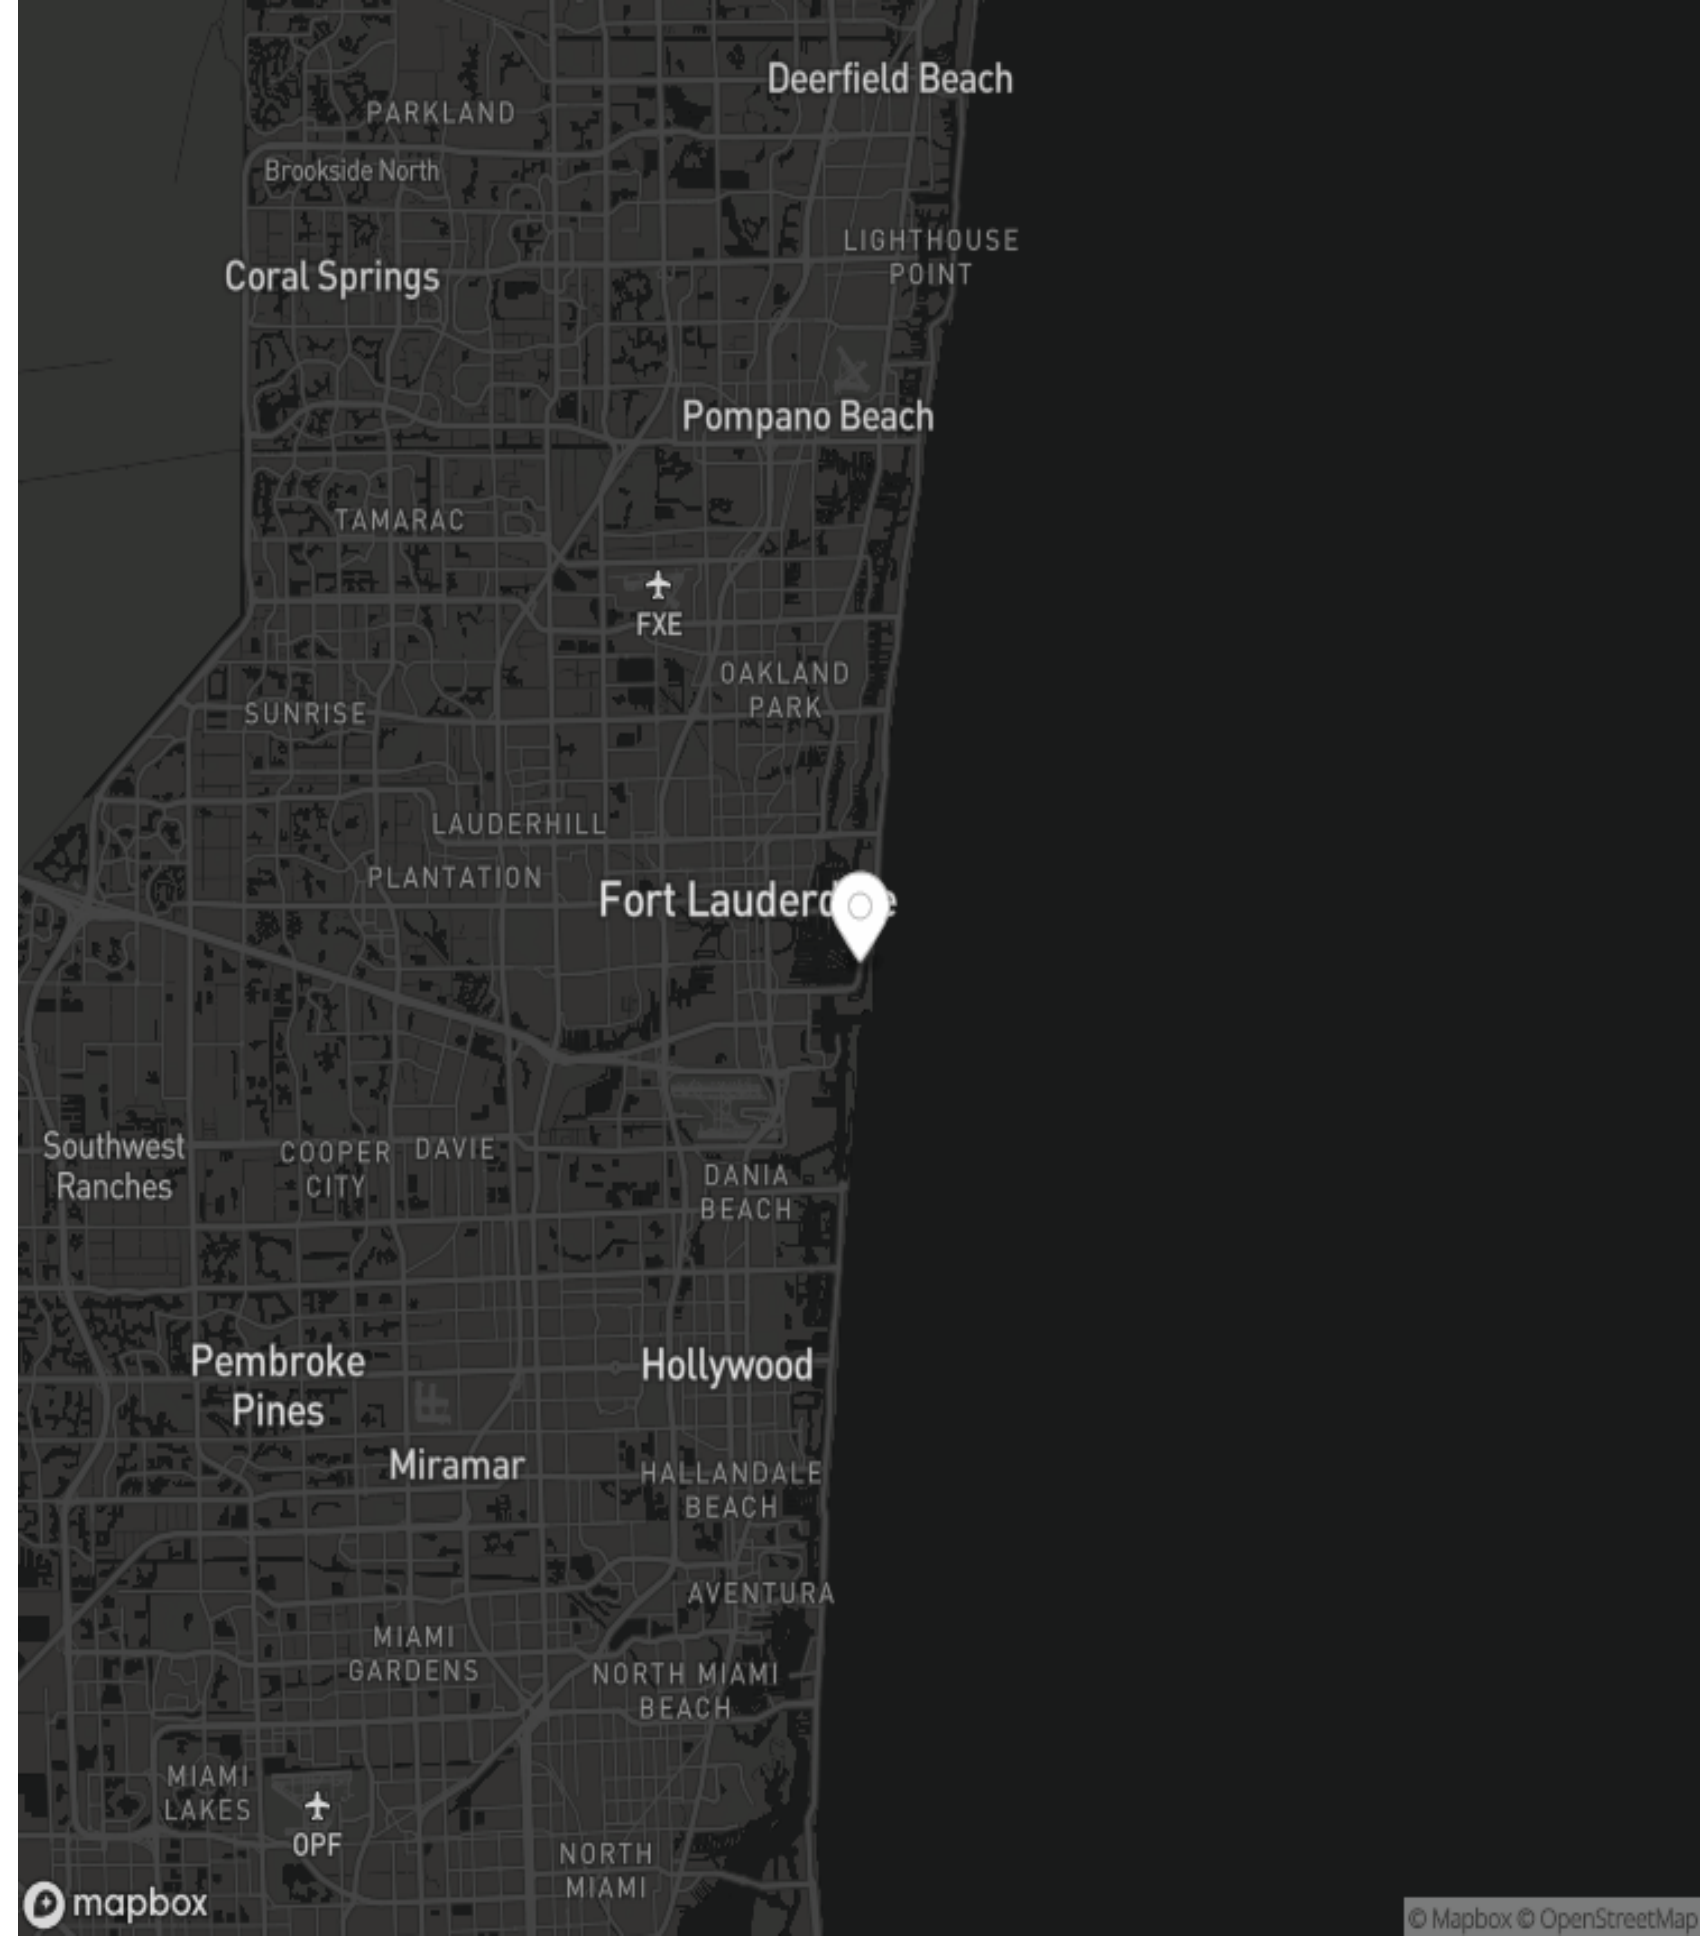 Deerfield Beach
PARKLAND
Brookside North
LIGHTHOUSE
POINT
Coral Springs
Pompano Beach
TAMARAC
FXE
OAKLAND
PARK
SUNRISE
LAUDERHILL
PLANTATION
Fort Lauderd e
Southwest
Ranches
COOPER
CITY
DAVIE
DANIA
BEACH
Pembroke
Pines
Hollywood
Miramar
HALLANDALE
BEACH
AVENTURA
MIAMI
GARDENS
NORTH MIAMI
BEACH
MIAMI
LAKES
OPF
NORTH
MIAMI
mapbox
© Mapbox © OpenStreetMap